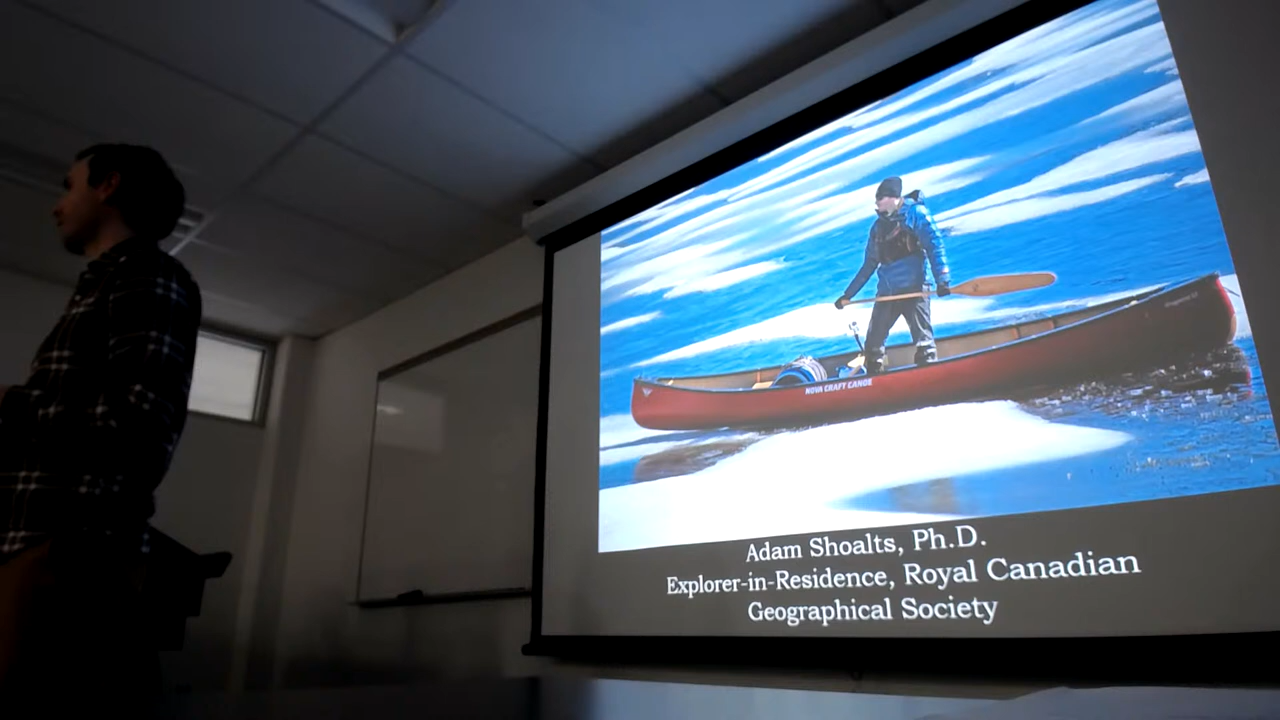 NOVA CRAFT CANOE
Adam Shoalts, Ph.D.
Explorer-in-Residence, Royal Canadian
Geographical Society